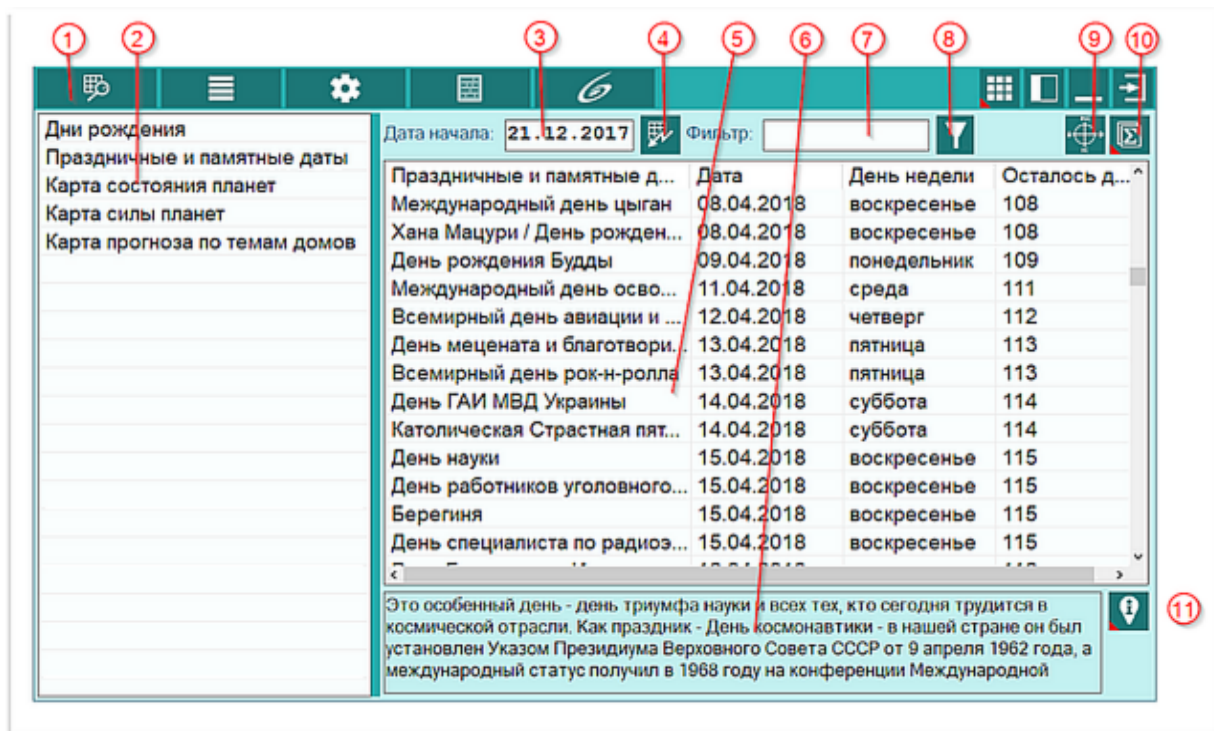 1 2 3 4 5 6 7 8 9 10
Дни рождения
Праздничные и памятные даты
Карта состояния планет
Карта силы планет
Карта прогноза по темам домов
Дата начала: 21.12.2017 Фильтр:
Праздничные и памятные д... Дата День недели Осталось д...
Международный день цыган 08.04.2018 воскресенье 108
Хана Мацури / День рожден... 08.04.2018 воскресенье 108
День рождения Будды 09.04.2018 понедельник 109
Международный день осво... 11.04.2018 среда 111
Всемирный день авиации и ... 12.04.2018 четверг 112
День мецената и благотвори... 13.04.2018 пятница 113
Всемирный день рок-н-ролла 13.04.2018 пятница 113
День ГАИ МВД Украины 14.04.2018 суббота 114
Католическая Страстная пят... 14.04.2018 суббота 114
День науки 15.04.2018 воскресенье 115
День работников уголовного... 15.04.2018 воскресенье 115
Берегиня 15.04.2018 воскресенье 115
День специалиста по радиоэ... 15.04.2018 воскресенье 115
Это особенный день - день триумфа науки и всех тех, кто сегодня трудится в
космической отрасли. Как праздник - День космонавтики - в нашей стране он был
установлен Указом Президиума Верховного Совета СССР от 9 апреля 1962 года, а
международный статус получил в 1968 году на конференции Международной
11